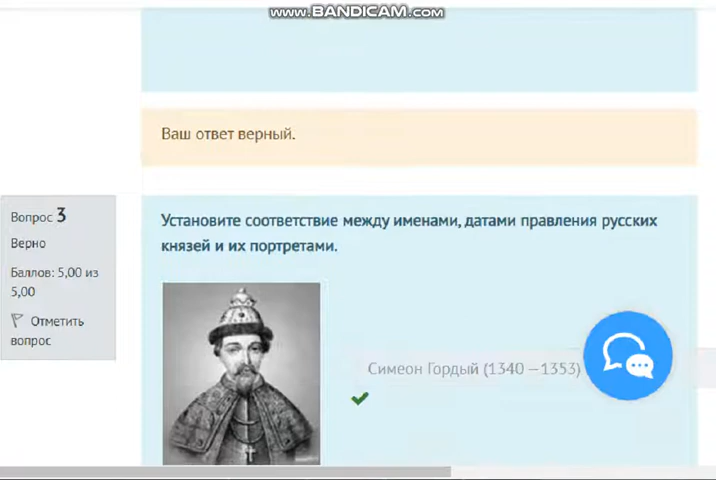 www.BANDICAM.com
Ваш ответ верный.
Вопрос 3
Верно
Баллов: 5,00 из
5,00
Отметить
вопрос
Установите соответствие между именами, датами правления русских
князей и их портретами.
Симеон Гордый (1340 —1353)